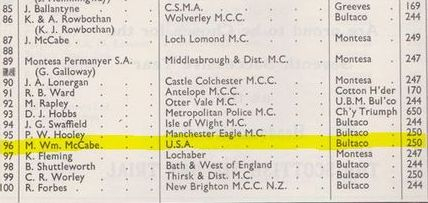 85 J. Ballantyne . . C.S.M.A. . . Greeves 169
86 K. & A. Rowbotham . Wolverley M.C.C. . . Bultaco 244
(K. J. Rowbotham)
87 J. McCabe . . Loch Lomond M.C. . . Montesa 249
88
89 Montesa Permanyer S.A. . Middlesbrough & Dist. M.C. . Montesa 247
(G. Galloway)
90 J. A. Lonergan . . Castle Colchester M.C.C. . Montesa 247
91 R. B. Ward . . Antelope M.C.C. . . Cotton H'der 170
92 M. Rapley . . Otter Vale M.C. . . U.B.M. Bul'co 244
93 D. J. Hobbs . . Metropolitan Police M.C. . Ch'y Triumph 650
94 J. G. Swaffield . . Isle of Wight M.C. . . Bultaco 244
95 P. W. Hooley . . Manchester Eagle M.C. . . Bultaco 250
96 M. Wm. McCabe. . . U.S.A. . . Bultaco 250
97 K. Fleming . . Lochaber . . Montesa 247
98 B. Shuttleworth . . Bath & West of England . . Bultaco 244
99 C. R. Worley . . Thirsk & Dist. M.C. . . Bultaco 250
100 R. Forbes . . New Brighton M.C.C. N.Z. . Bultaco 244